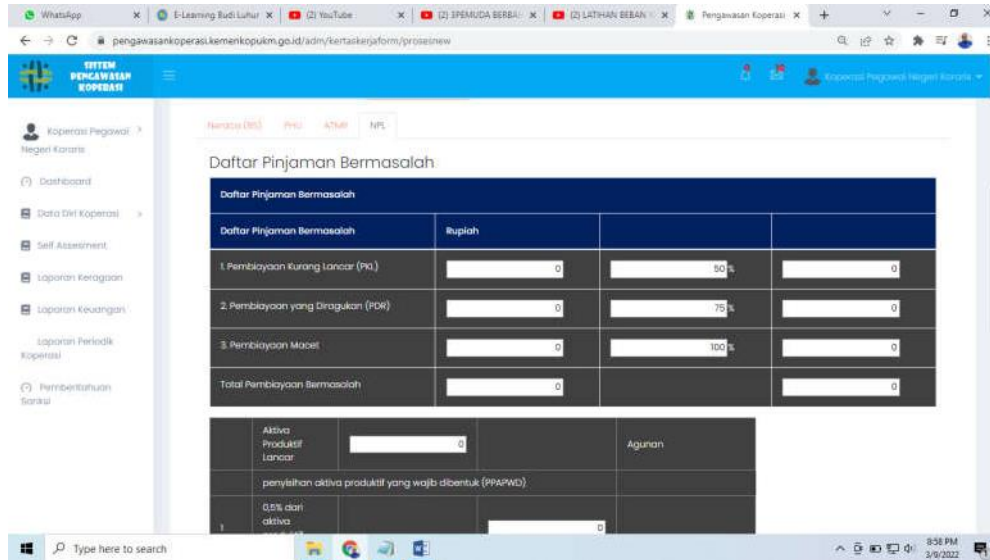 WhatsApp
E-Learning Budi Luhur
(2) YouTube
(2) SPEMUDA BERBA
(2) LATIHAN BEBAN
Pengawasan Koperasi
pengawasankoperasi.kemenkopukm.go.id/adm/kertaskerjaform/prosesnew
SISTEM
PENGAWASAN
KOPERASI
Koperasi Pegawai Negeri Kararis
Koperasi Pegawai
Negeri Kararis
Dashboard
Data Diri Koperasi
Self Assesment
Laporan Keragaan
Laporan Keuangan
Laporan Periodik
Koperasi
Pemberitahuan
Sanksi
PHU ATMR NPL
Daftar Pinjaman Bermasalah
Daftar Pinjaman Bermasalah
Daftar Pinjaman Bermasalah Rupiah
1. Pembiayaan Kurang Lancar (PKL) 0 50 % 0
2. Pembiayaan yang Diragukan (PDR) 0 75 % 0
3. Pembiayaan Macet 0 100 % 0
Total Pembiayaan Bermasalah 0 0
Aktiva
Produktif 0 Agunan
Lancar
penyisihan aktiva produktif yang wajib dibentuk (PPAPWD)
0,5% dari
1 aktiva 0
Type here to search
8:58 PM
3/9/2022